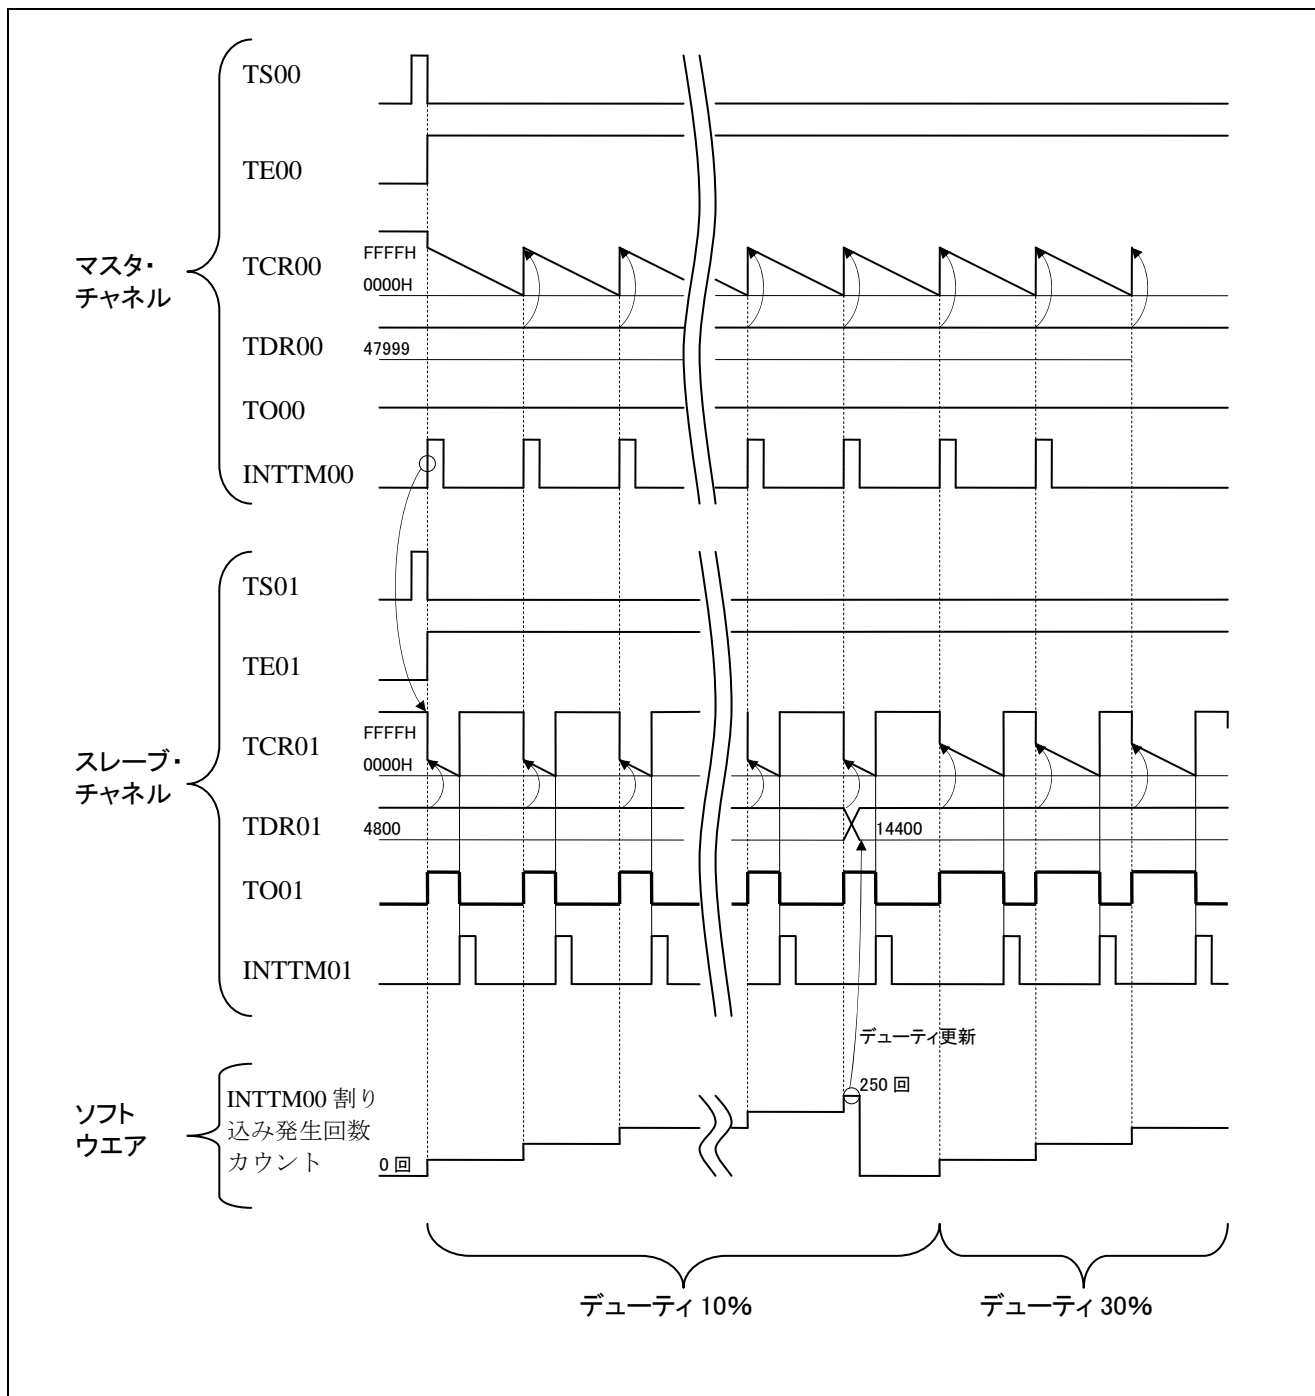 マスタ・
チャネル
TS00
TE00
TCR00
FFFFH
0000H
TDR00
47999
TO00
INTTM00
スレーブ・
チャネル
TS01
TE01
TCR01
FFFFH
0000H
TDR01
4800
14400
TO01
INTTM01
デューティ更新
ソフト
ウエア
INTTM00 割り
込み発生回数
カウント
0 回
250 回
デューティ 10%
デューティ 30%